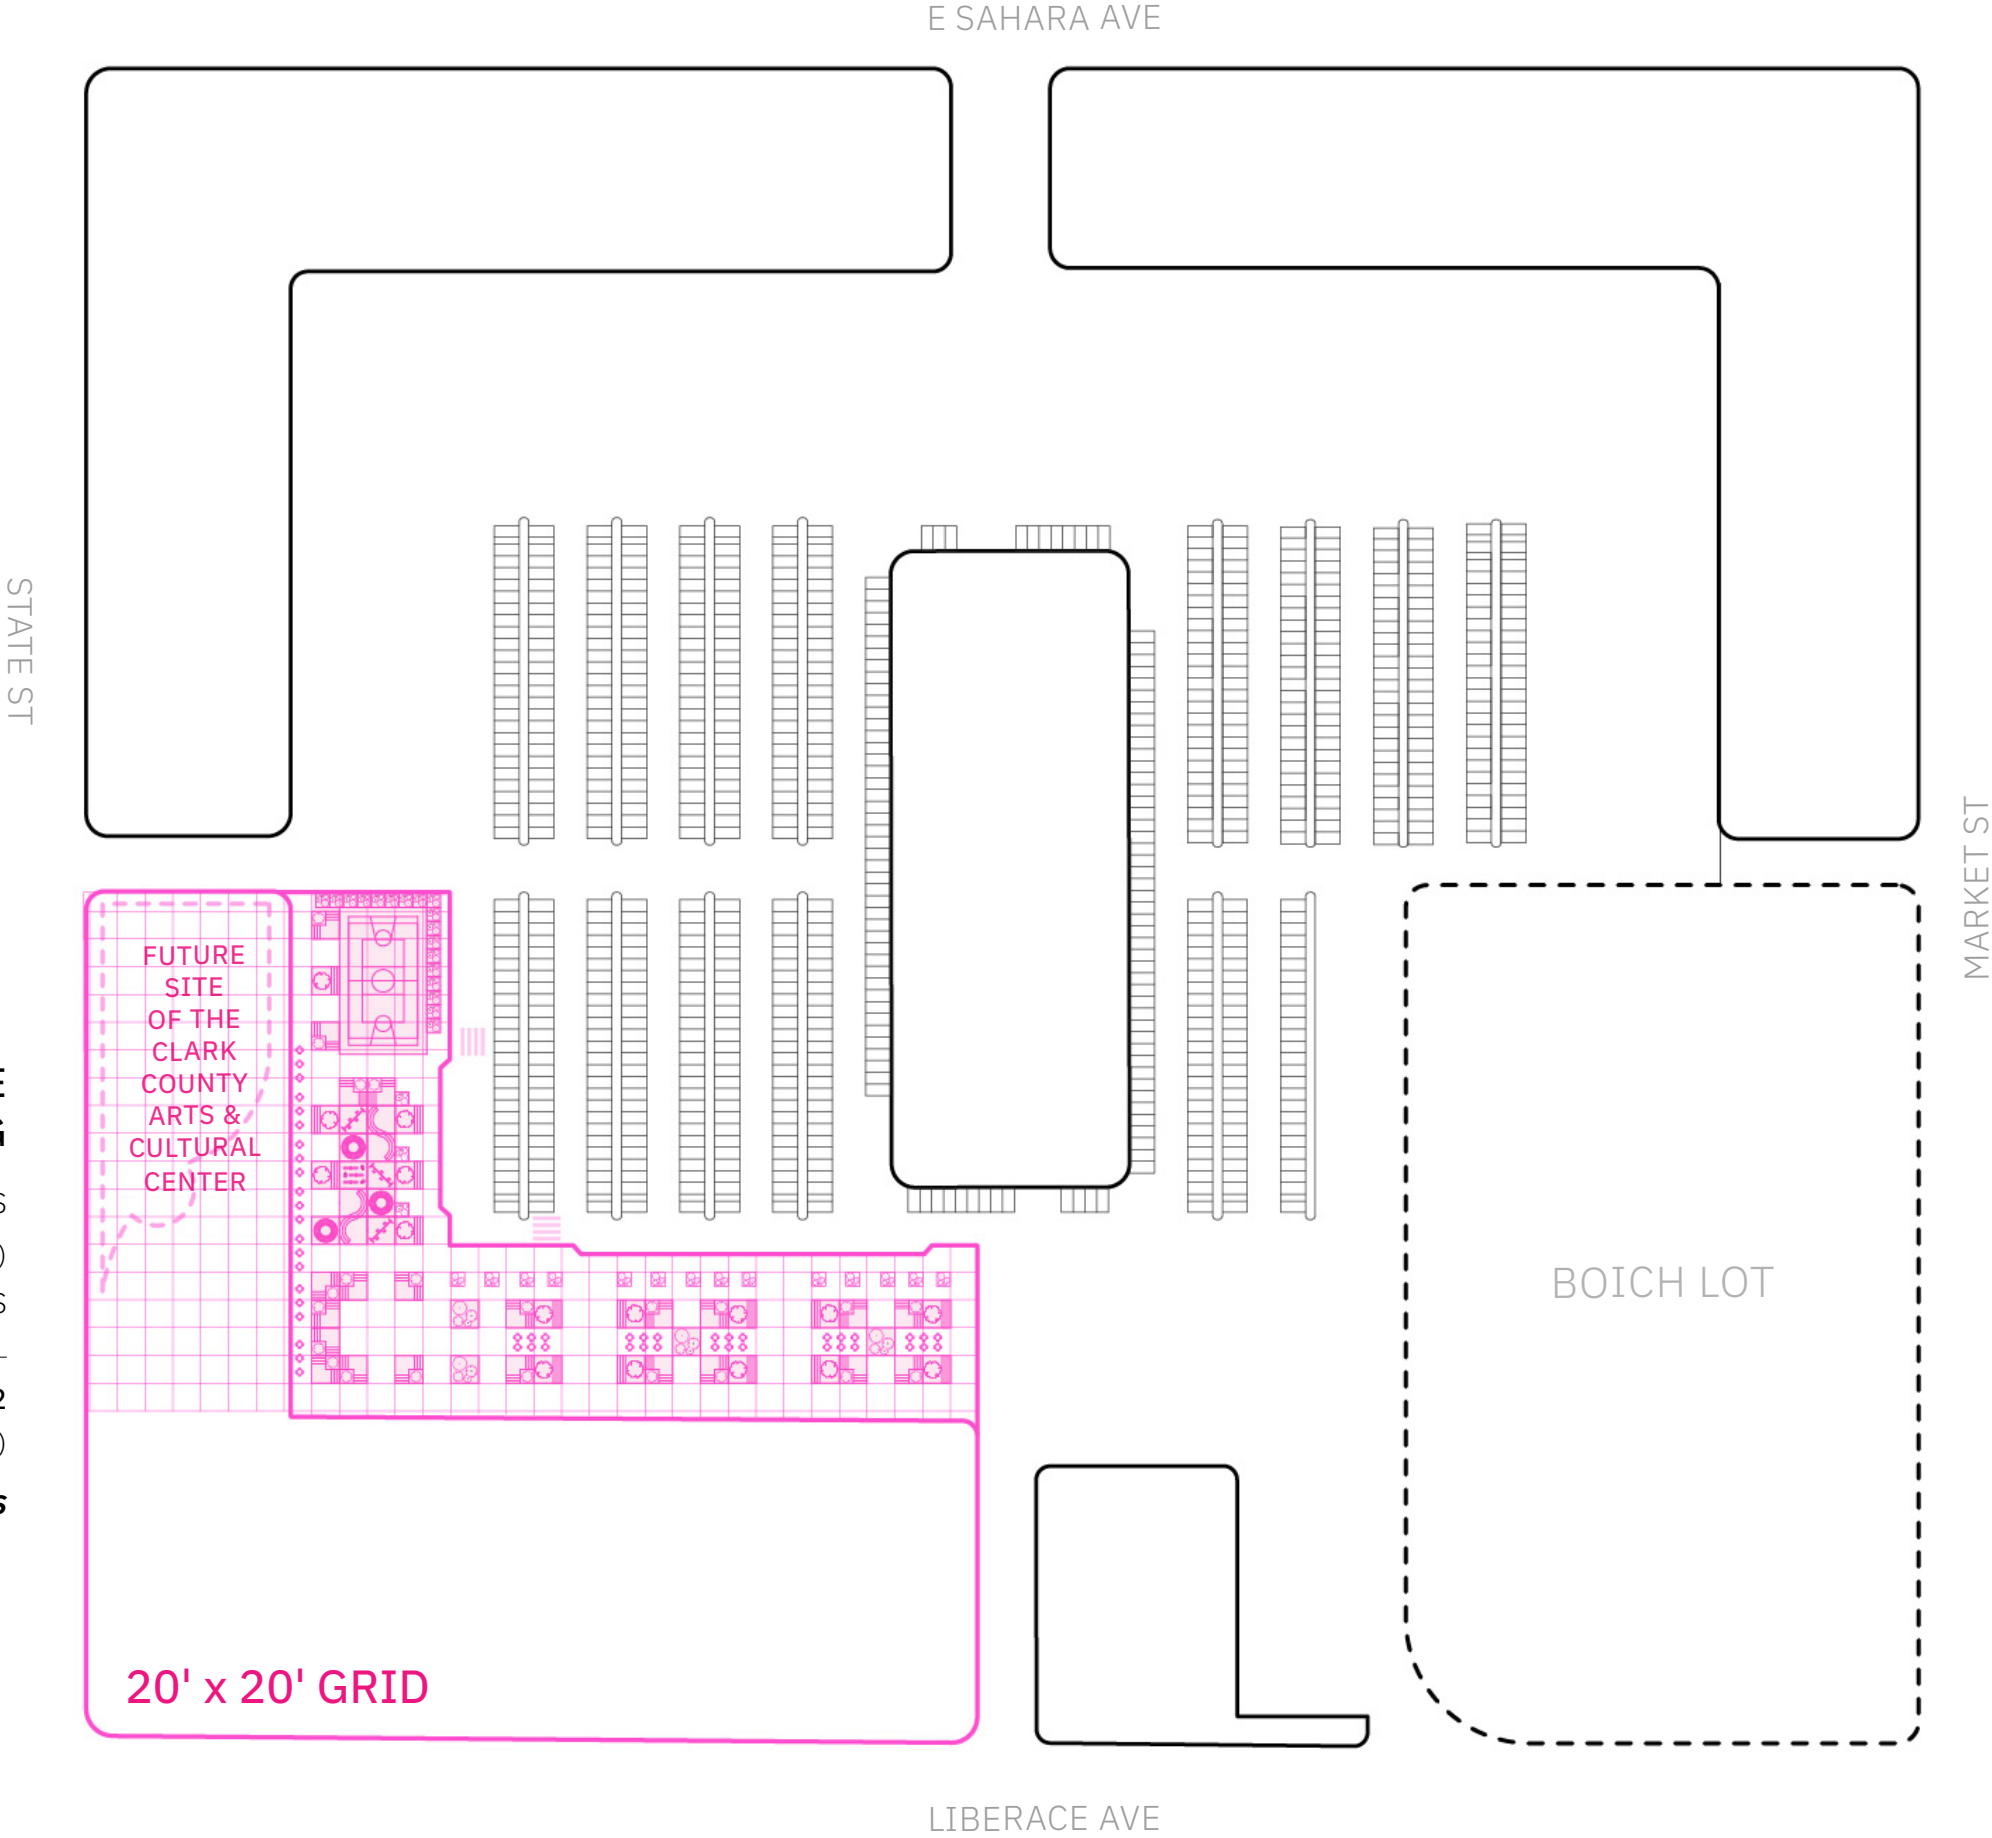 E SAHARA AVE
STATE ST
MARKET ST
FUTURE
SITE
OF THE
CLARK
COUNTY
ARTS &
CULTURAL
CENTER
BOICH LOT
20' x 20' GRID
LIBERACE AVE